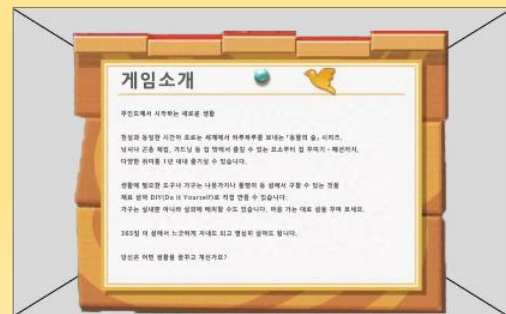 게임소개
무인도에서 시작하는 새로운 생활
현실과 동일한 시간이 흐르는 세계에서 하루하루를 보내는 「동물의 숲」 시리즈.
낚시나 곤충 채집, 가드닝 등 집 밖에서 즐길 수 있는 요소부터 집 꾸미기・패션까지,
다양한 취미를 1년 내내 즐기실 수 있습니다.
생활에 필요한 도구나 가구는 나뭇가지나 돌멩이 등 섬에서 구할 수 있는 것을
재료 삼아 DIY(Do it Yourself)로 직접 만들 수 있습니다.
가구는 실내뿐 아니라 실외에 배치할 수도 있습니다. 마음 가는 대로 섬을 꾸며 보세요.
365일 이 섬에서 느긋하게 지내도 되고 열심히 살아도 됩니다.
당신은 어떤 생활을 꿈꾸고 계신가요?